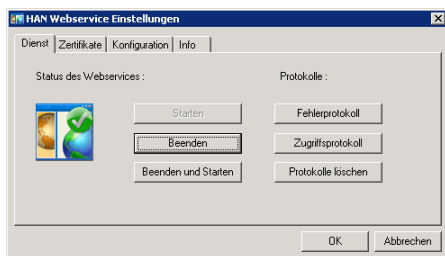 HAN Webservice Einstellungen
Dienst Zertifikate Konfiguration Info
Status des Webservices :
Protokolle :
Starten
Fehlerprotokoll
Beenden
Zugriffsprotokoll
Beenden und Starten
Protokolle löschen
OK
Abbrechen